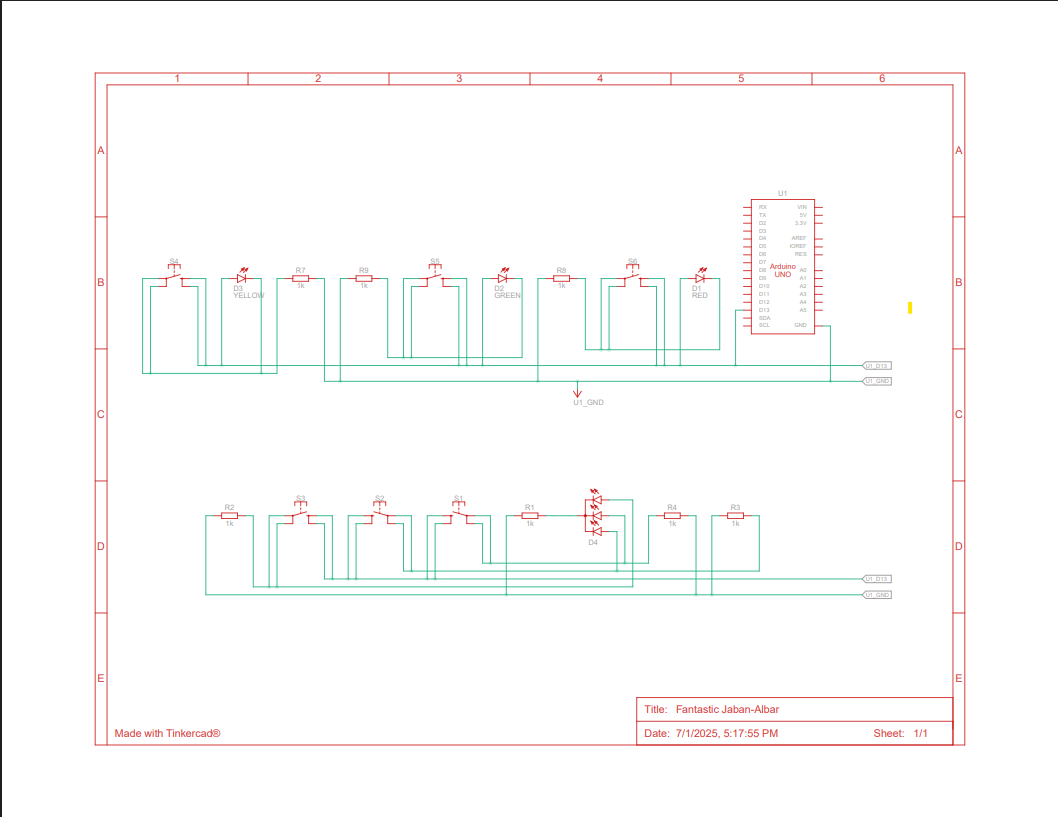 1 2 3 4 5 6
A A
U1
RX VIN
TX 5V
D2 3.3V
D3
D4 AREF
D5 IOREF
D6 RES
D7
D8 A0
D9 A1
D10 A2
D11 A3
D12 A4
D13 A5
SDA
SCL GND
Arduino
UNO
B B
S4 R7 R9 S5 R8 S6
1k 1k 1k
D3 D2 D1
YELLOW GREEN RED
U1_D13
U1_GND
U1_GND
C C
R2 S3 S2 S1 R1 R4 R3
1k 1k 1k 1k
D4
D D
U1_D13
U1_GND
E E
Title: Fantastic Jaban-Albar
Made with Tinkercad®
Date: 7/1/2025, 5:17:55 PM Sheet: 1/1